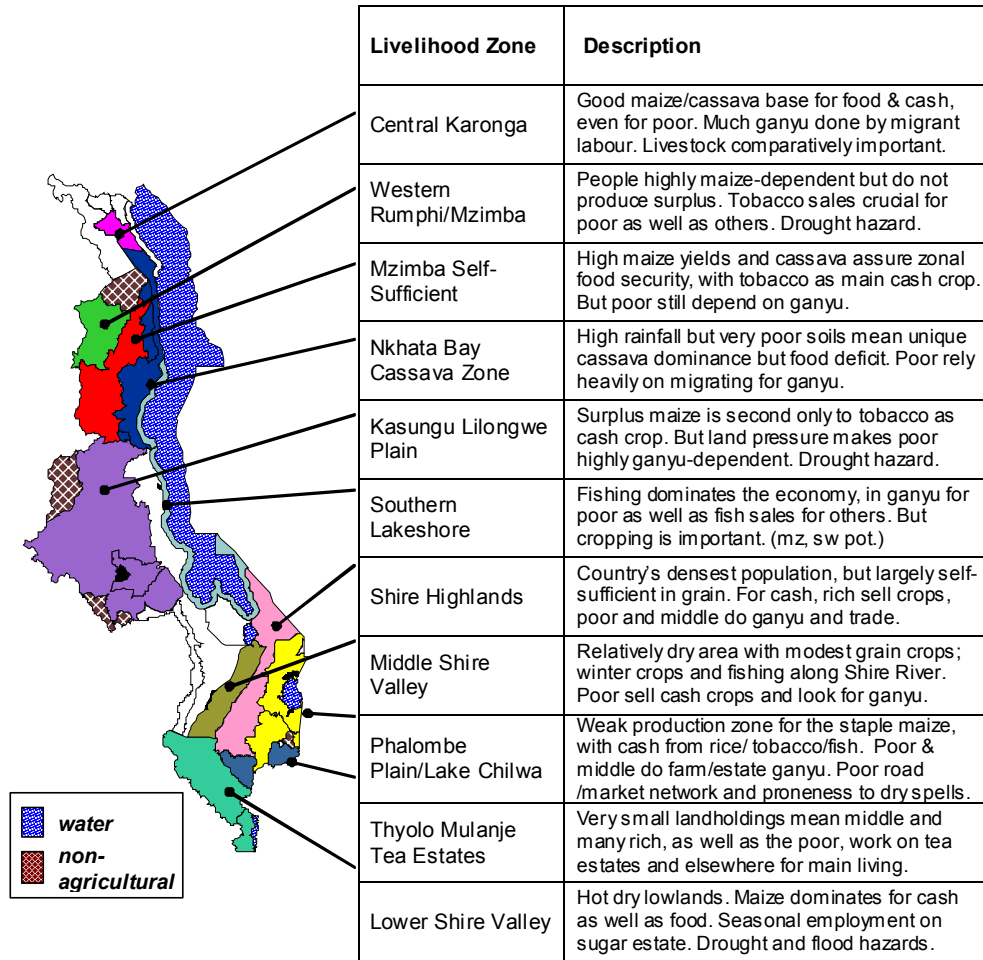 Livelihood Zone
Description
Central Karonga
Good maize/cassava base for food & cash,
even for poor. Much ganyu done by migrant
labour. Livestock comparatively important.
Western
Rumphi/Mzimba
People highly maize-dependent but do not
produce surplus. Tobacco sales crucial for
poor as well as others. Drought hazard.
Mzimba Self-
Sufficient
High maize yields and cassava assure zonal
food security, with tobacco as main cash crop.
But poor still depend on ganyu.
Nkhata Bay
Cassava Zone
High rainfall but very poor soils mean unique
cassava dominance but food deficit. Poor rely
heavily on migrating for ganyu.
Kasungu Lilongwe
Plain
Surplus maize is second only to tobacco as
cash crop. But land pressure makes poor
highly ganyu-dependent. Drought hazard.
Southern
Lakeshore
Fishing dominates the economy, in ganyu for
poor as well as fish sales for others. But
cropping is important. (mz, sw pot.)
Shire Highlands
Country's densest population, but largely self-
sufficient in grain. For cash, rich sell crops,
poor and middle do ganyu and trade.
Middle Shire
Valley
Relatively dry area with modest grain crops;
winter crops and fishing along Shire River.
Poor sell cash crops and look for ganyu.
Phalombe
Plain/Lake Chilwa
Weak production zone for the staple maize,
with cash from rice/ tobacco/fish. Poor &
middle do farm/estate ganyu. Poor road
/market network and proneness to dry spells.
Thyolo Mulanje
Tea Estates
Very small landholdings mean middle and
many rich, as well as the poor, work on tea
estates and elsewhere for main living.
Lower Shire Valley
Hot dry lowlands. Maize dominates for cash
as well as food. Seasonal employment on
sugar estate. Drought and flood hazards.
water
non-
agricultural